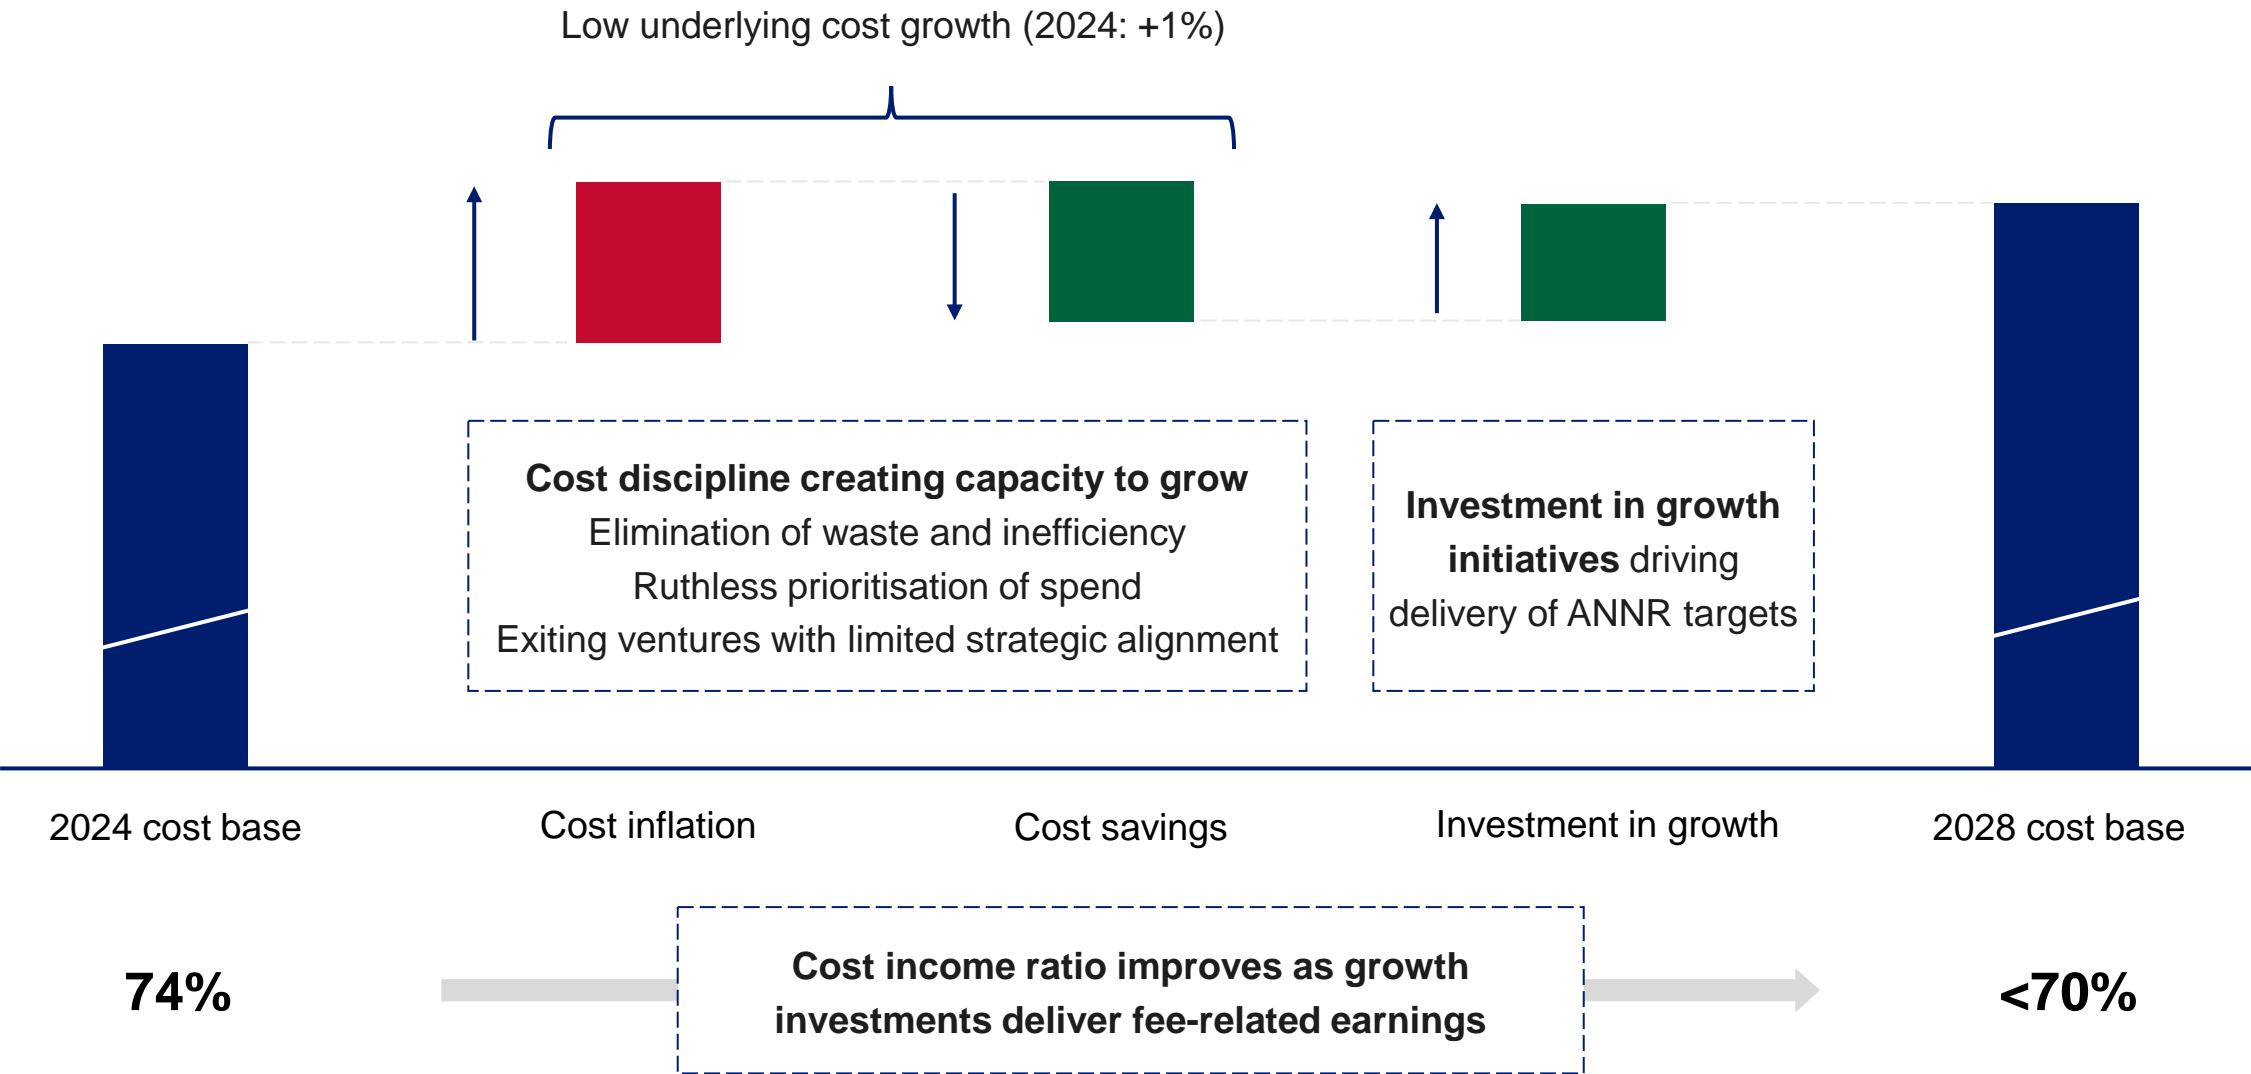 Low underlying cost growth (2024: +1%)
Cost discipline creating capacity to grow
Elimination of waste and inefficiency
Ruthless prioritisation of spend
Exiting ventures with limited strategic alignment
Investment in growth
initiatives driving
delivery of ANNR targets
2024 cost base
Cost inflation
Cost savings
Investment in growth
2028 cost base
74%
Cost income ratio improves as growth
investments deliver fee-related earnings
<70%